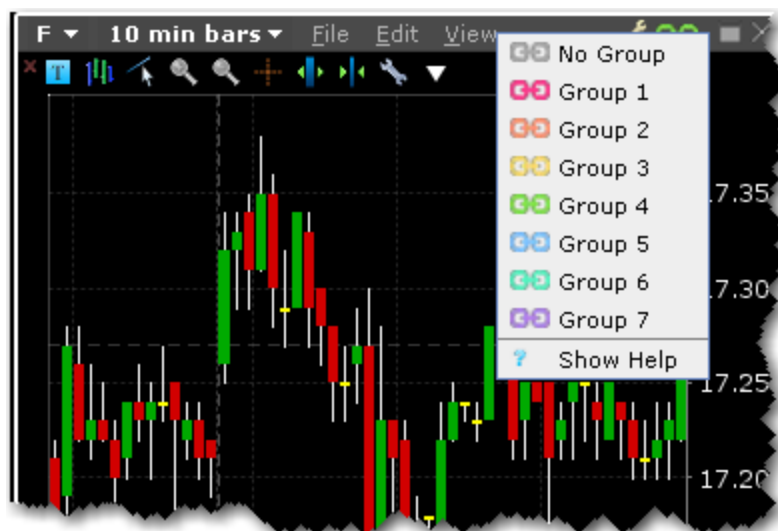 F 10 min bars File Edit View
T
No Group
Group 1
Group 2
Group 3
Group 4
Group 5
Group 6
Group 7
? Show Help
17.35
17.30
17.25
17.20